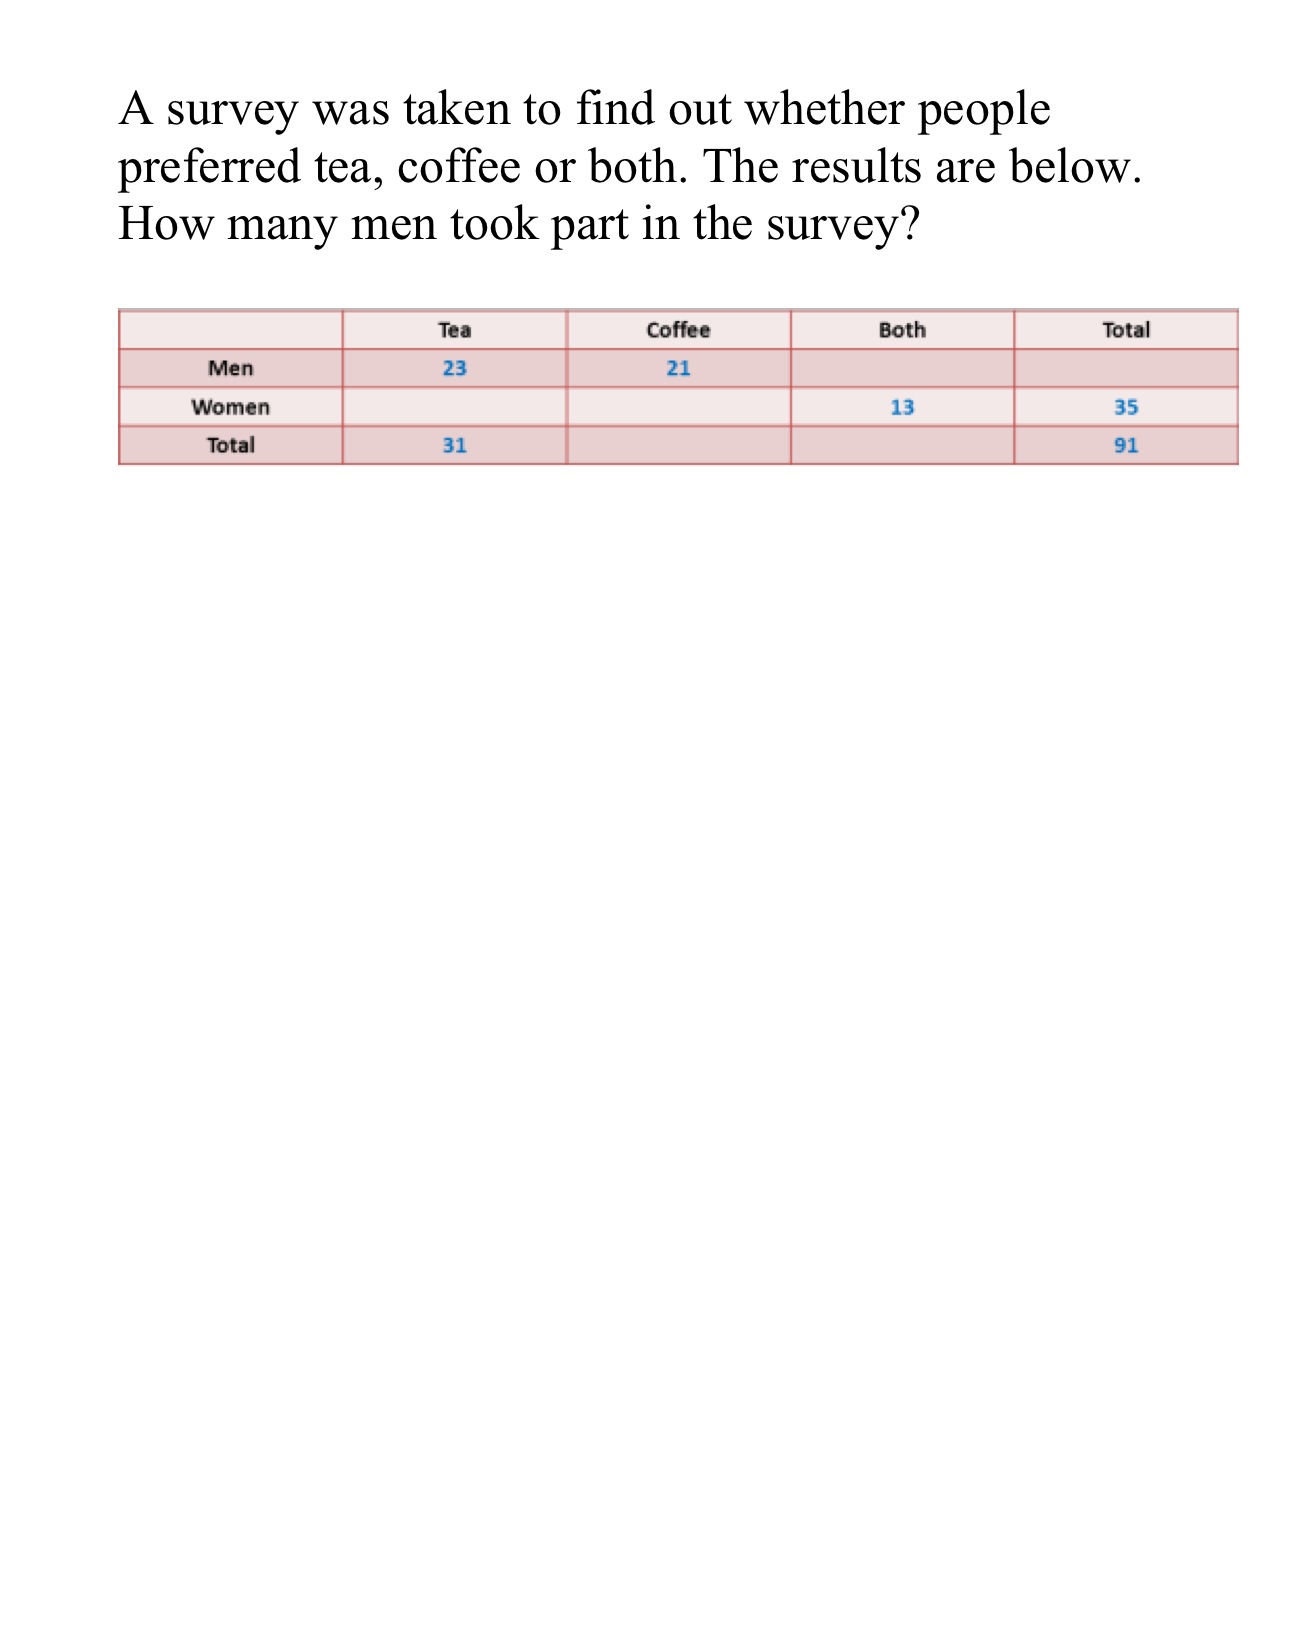 A survey was taken to find out whether people
preferred tea, coffee or both. The results are below.
How many men took part in the survey?
Tea Coffee Both Total
Men 23 21
Women 13 35
Total 31 91